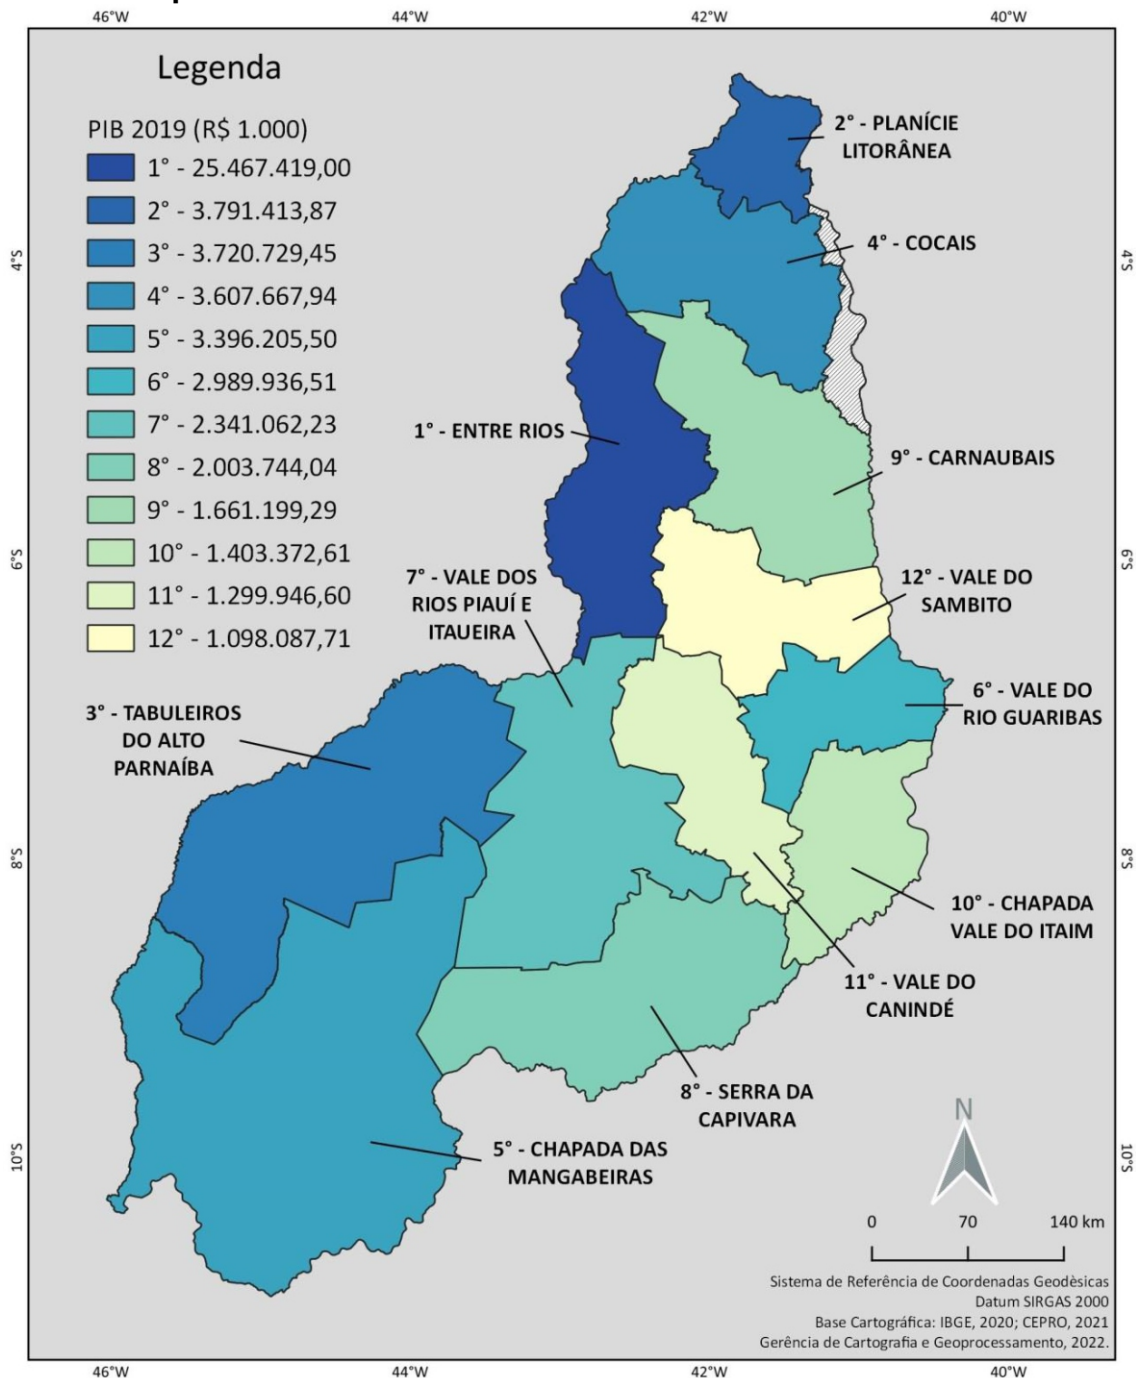 46°W 44°W 42°W 40°W
Legenda
PIB 2019 (R$ 1.000)
1° - 25.467.419,00
2° - 3.791.413,87
3° - 3.720.729,45
4° - 3.607.667,94
5° - 3.396.205,50
6° - 2.989.936,51
7° - 2.341.062,23
8° - 2.003.744,04
9° - 1.661.199,29
10° - 1.403.372,61
11° - 1.299.946,60
12° - 1.098.087,71
2° - PLANÍCIE
LITORÂNEA
4° - COCAIS
4°S 4°S
1° - ENTRE RIOS
9° - CARNAUBAIS
6°S 6°S
7° - VALE DOS
RIOS PIAUÍ E
ITAUEIRA
12° - VALE DO
SAMBITO
3° - TABULEIROS
DO ALTO
PARNAÍBA
6° - VALE DO
RIO GUARIBAS
8°S 8°S
10° - CHAPADA
VALE DO ITAIM
11° - VALE DO
CANINDÉ
8° - SERRA DA
CAPIVARA
5° - CHAPADA DAS
MANGABEIRAS
10°S 10°S
N
0 70 140 km
Sistema de Referência de Coordenadas Geodèsicas
Datum SIRGAS 2000
Base Cartográfica: IBGE, 2020; CEPRO, 2021
Gerência de Cartografia e Geoprocessamento, 2022.
46°W 44°W 42°W 40°W